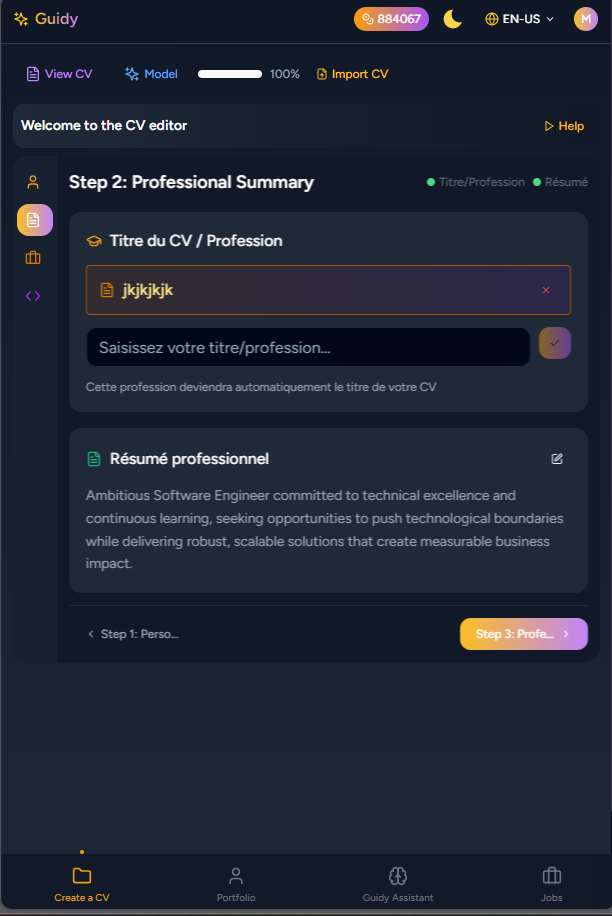 Guidy
884067
EN-US
M
View CV
Model
100%
Import CV
Welcome to the CV editor
Help
Step 2: Professional Summary
Titre/Profession
Résumé
Titre du CV / Profession
jkjkjkjk
Saisissez votre titre/profession...
Cette profession deviendra automatiquement le titre de votre CV
Résumé professionnel
Ambitious Software Engineer committed to technical excellence and
continuous learning, seeking opportunities to push technological boundaries
while delivering robust, scalable solutions that create measurable business
impact.
Step 1: Perso...
Step 3: Profe...
Create a CV
Portfolio
Guidy Assistant
Jobs